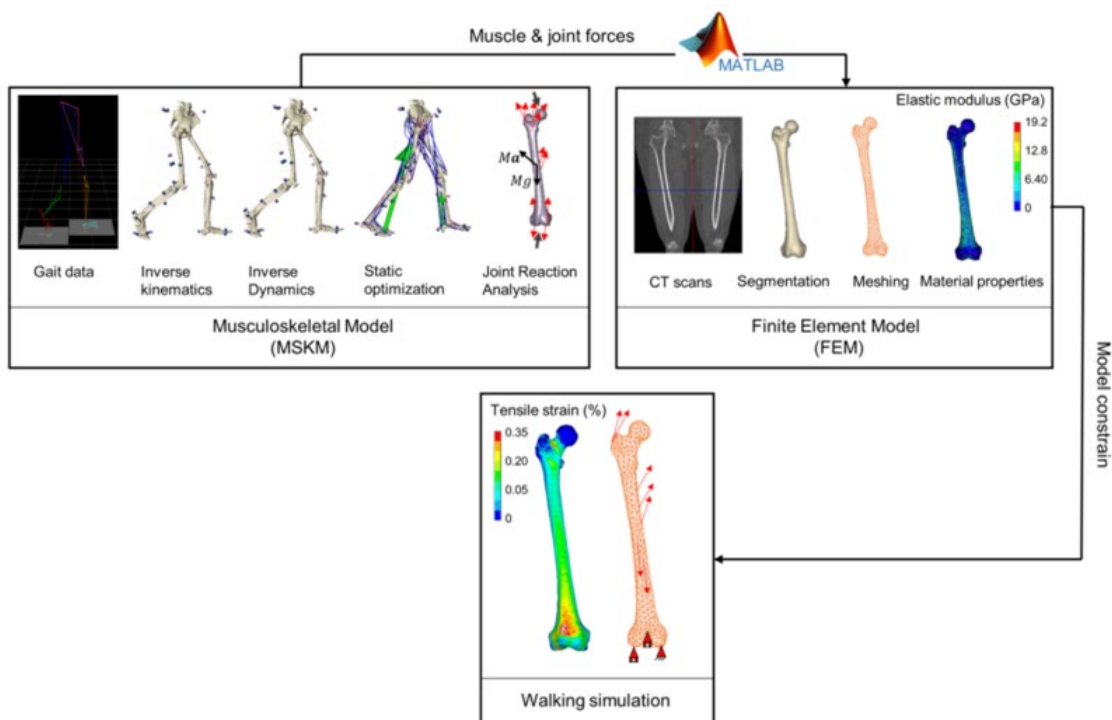 Muscle & joint forces
MATLAB
Gait data
Inverse
kinematics
Inverse
Dynamics
Static
optimization
Ma
Mg
Joint Reaction
Analysis
Musculoskeletal Model
(MSKM)
Elastic modulus (GPa)
19.2
12.8
6.40
0
CT scans
Segmentation
Meshing
Material properties
Finite Element Model
(FEM)
Model constrain
Tensile strain (%)
0.35
0.20
0.05
0
Walking simulation